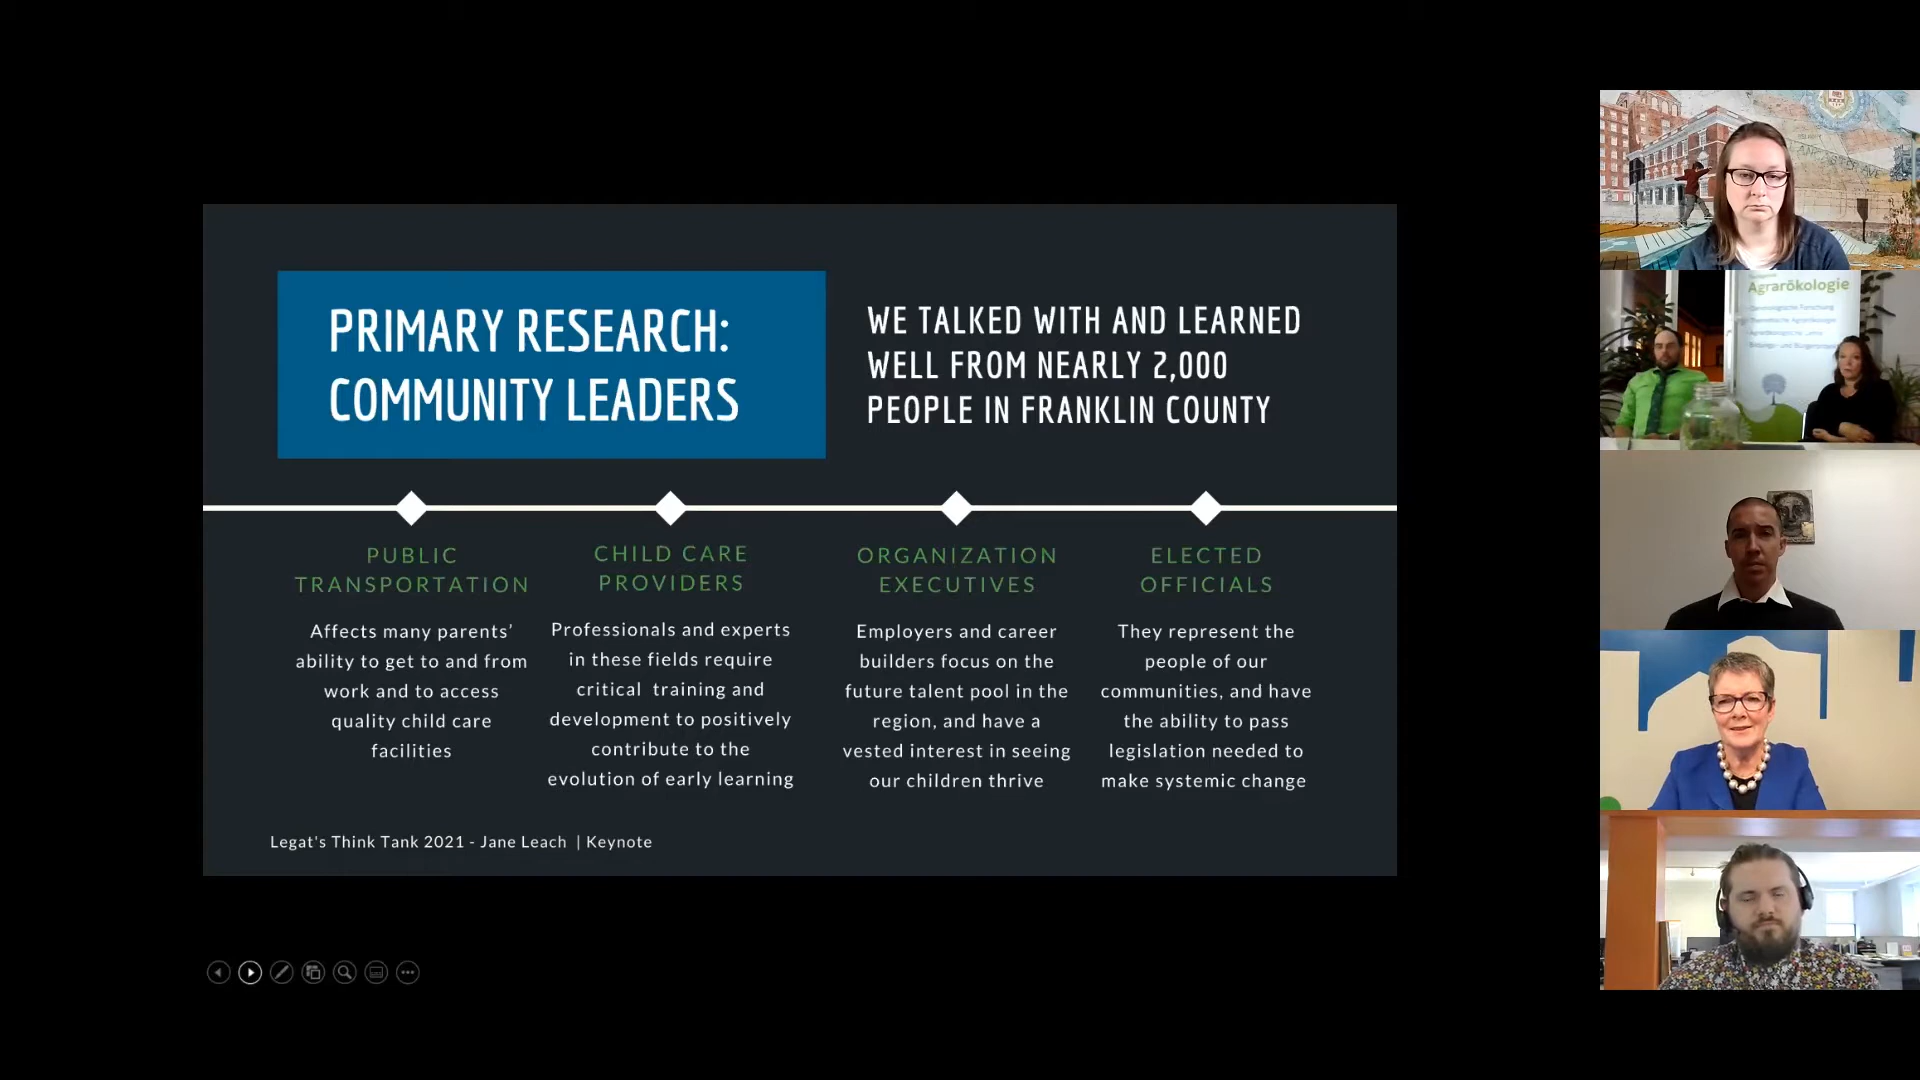 PRIMARY RESEARCH:
COMMUNITY LEADERS
WE TALKED WITH AND LEARNED
WELL FROM NEARLY 2,000
PEOPLE IN FRANKLIN COUNTY
PUBLIC
TRANSPORTATION
Affects many parents’
ability to get to and from
work and to access
quality child care
facilities
CHILD CARE
PROVIDERS
Professionals and experts
in these fields require
critical training and
development to positively
contribute to the
evolution of early learning
ORGANIZATION
EXECUTIVES
Employers and career
builders focus on the
future talent pool in the
region, and have a
vested interest in seeing
our children thrive
ELECTED
OFFICIALS
They represent the
people of our
communities, and have
the ability to pass
legislation needed to
make systemic change
Legat's Think Tank 2021 - Jane Leach | Keynote
Agrarökologie